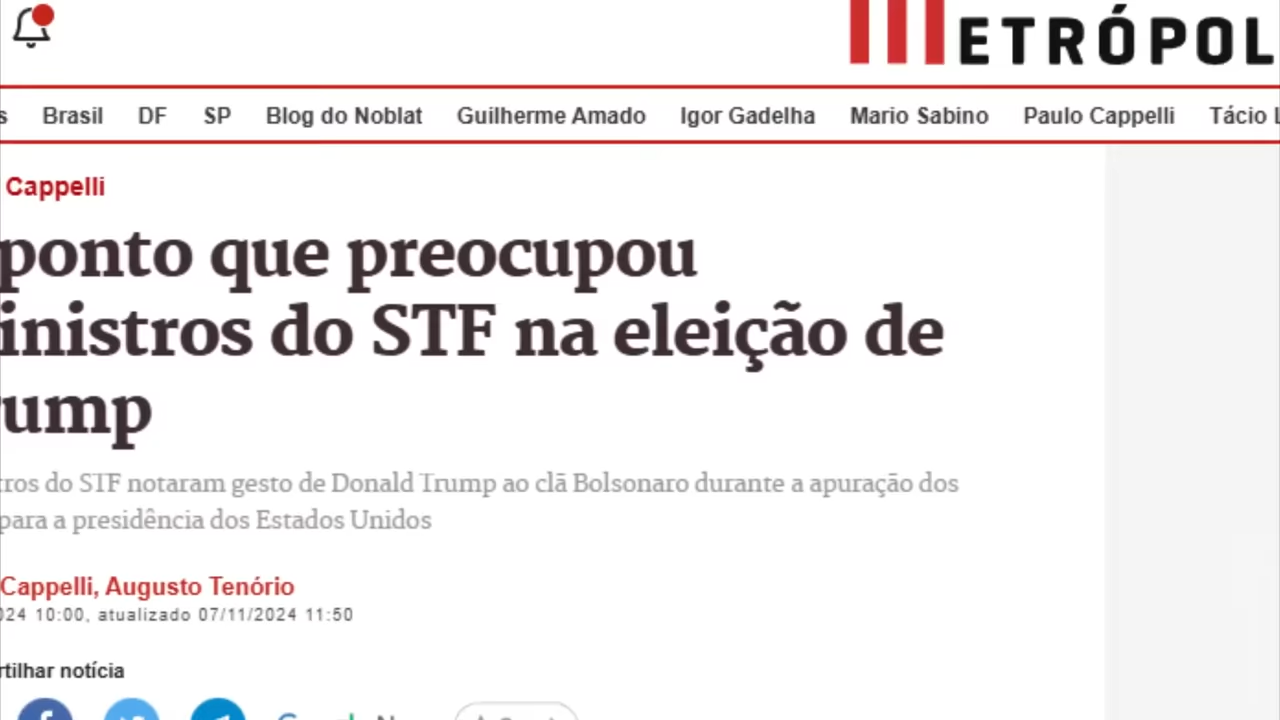 METRÓPOL
s Brasil DF SP Blog do Noblat Guilherme Amado Igor Gadelha Mario Sabino Paulo Cappelli Tácio L
Cappelli
ponto que preocupou
inistros do STF na eleição de
rump
tros do STF notaram gesto de Donald Trump ao clã Bolsonaro durante a apuração dos
para a presidência dos Estados Unidos
Cappelli, Augusto Tenório
024 10:00, atualizado 07/11/2024 11:50
rtilhar notícia